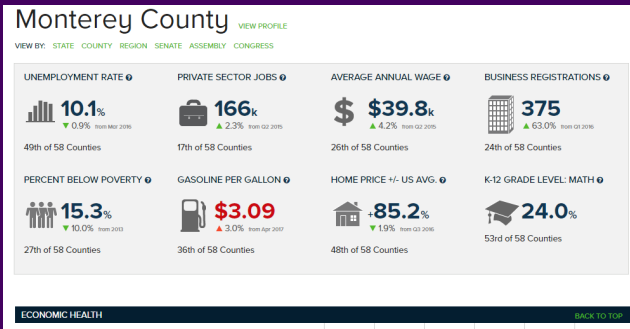 Monterey County VIEW PROFILE
VIEW BY: STATE COUNTY REGION SENATE ASSEMBLY CONGRESS
UNEMPLOYMENT RATE ?
10.1%
▼ 0.9% from Mar 2016
49th of 58 Counties
PRIVATE SECTOR JOBS ?
166k
▲ 2.3% from Q2 2015
17th of 58 Counties
AVERAGE ANNUAL WAGE ?
$ $39.8k
▲ 4.2% from Q2 2015
26th of 58 Counties
BUSINESS REGISTRATIONS ?
375
▲ 63.0% from Q1 2016
24th of 58 Counties
PERCENT BELOW POVERTY ?
15.3%
▼ 10.0% from 2013
27th of 58 Counties
GASOLINE PER GALLON ?
$3.09
▲ 3.0% from Apr 2017
36th of 58 Counties
HOME PRICE +/- US AVG. ?
+85.2%
▼ 1.9% from Q3 2016
48th of 58 Counties
K-12 GRADE LEVEL: MATH ?
24.0%
53rd of 58 Counties
ECONOMIC HEALTH BACK TO TOP